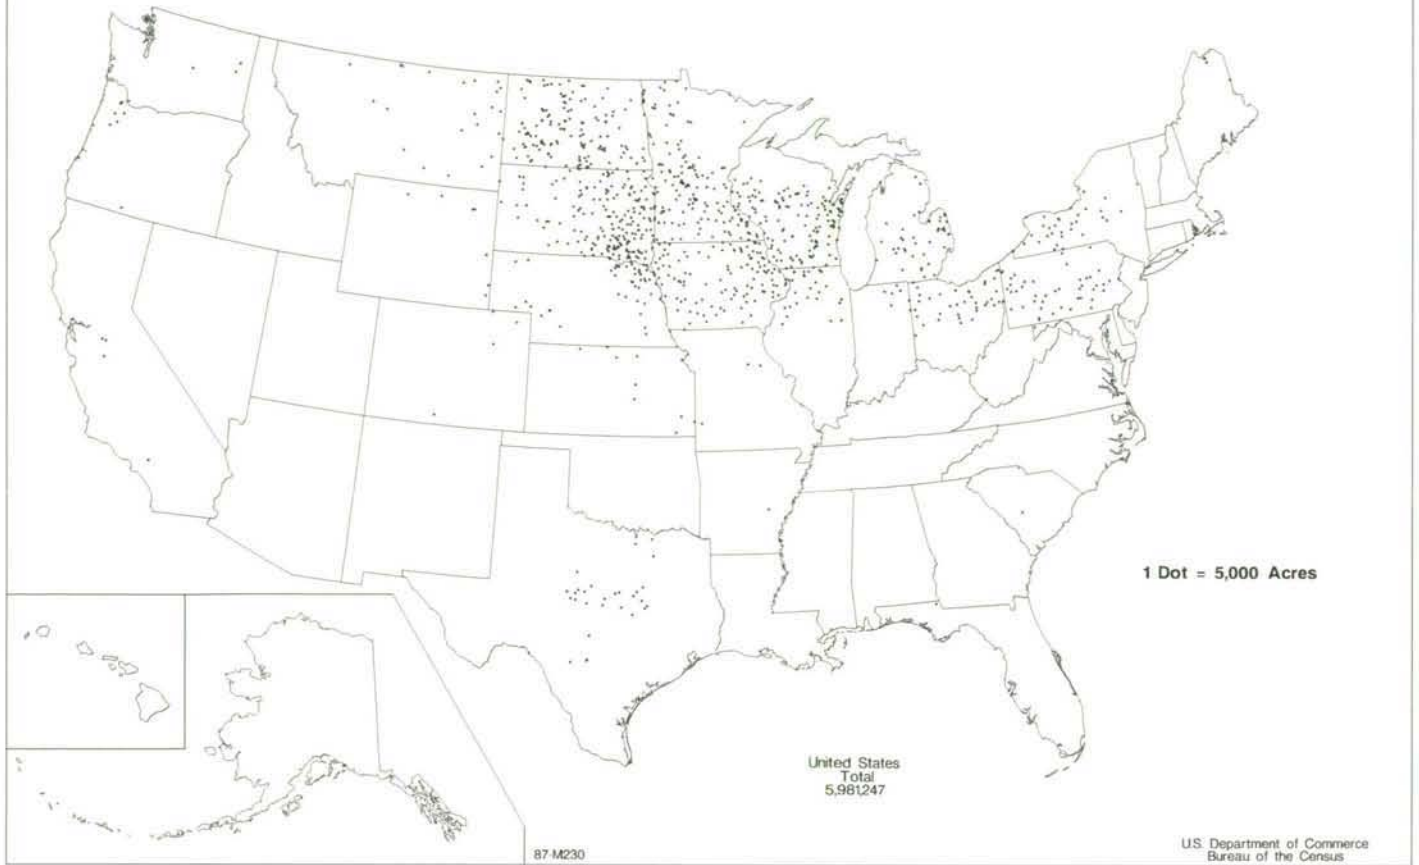 1 Dot = 5,000 Acres
United States
Total
5,981,247
87-M230
U.S. Department of Commerce
Bureau of the Census